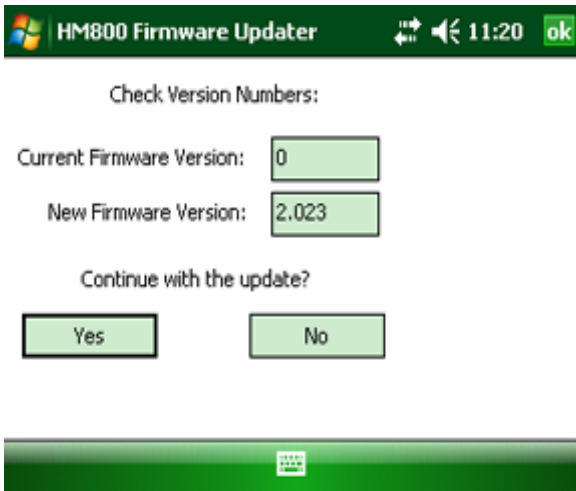 HM800 Firmware Updater 11:20 ok
Check Version Numbers:
Current Firmware Version: 0
New Firmware Version: 2.023
Continue with the update?
Yes No